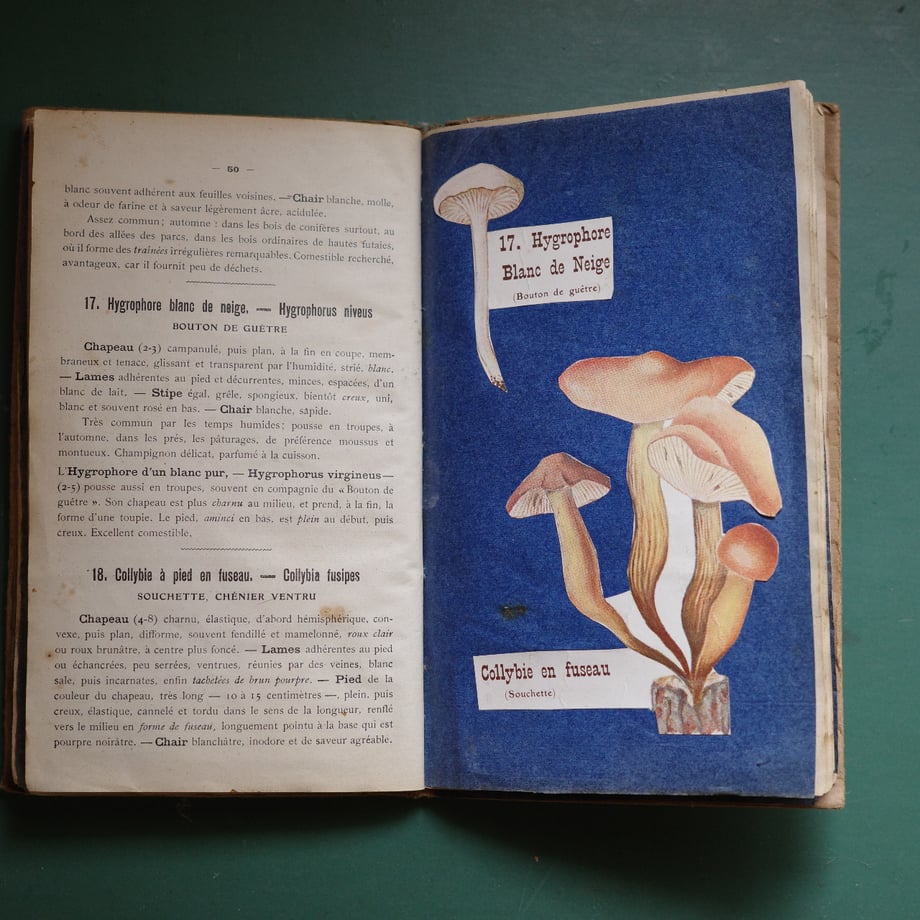 — 50 —
blanc souvent adhérent aux feuilles voisines. — Chair blanche, molle,
à odeur de farine et à saveur légèrement âcre, acidulée.
Assez commun; automne : dans les bois de conifères surtout, au
bord des allées des parcs, dans les bois ordinaires de hautes futaies,
où il forme des traînées irrégulières remarquables. Comestible recherché,
avantageux, car il fournit peu de déchets.
17. Hygrophore blanc de neige. — Hygrophorus niveus
BOUTON DE GUÊTRE
Chapeau (2-3) campanulé, puis plan, à la fin en coupe, mem-
braneux et tenace, glissant et transparent par l'humidité, strié, blanc.
— Lames adhérentes au pied et décurrentes, minces, espacées, d'un
blanc de lait. — Stipe égal, grêle, spongieux, bientôt creux, uni,
blanc et souvent rosé en bas. — Chair blanche, sapide.
Très commun par les temps humides; pousse en troupes, à
l'automne, dans les prés, les pâturages, de préférence moussus et
montueux. Champignon délicat, parfumé à la cuisson.
L'Hygrophore d'un blanc pur, — Hygrophorus virgineus —
(2-5) pousse aussi en troupes, souvent en compagnie du « Bouton de
guêtre ». Son chapeau est plus charnu au milieu, et prend, à la fin, la
forme d'une toupie. Le pied, aminci en bas, est plein au début, puis
creux. Excellent comestible.
18. Collybie à pied en fuseau. — Collybia fusipes
SOUCHETTE, CHÊNIER VENTRU
Chapeau (4-8) charnu, élastique, d'abord hémisphérique, con-
vexe, puis plan, difforme, souvent fendillé et mamelonné, roux clair
ou roux brunâtre, à centre plus foncé. — Lames adhérentes au pied
ou échancrées, peu serrées, ventrues, réunies par des veines, blanc
sale, puis incarnates, enfin tachetées de brun pourpre. — Pied de la
couleur du chapeau, très long — 10 à 15 centimètres —, plein, puis
creux, élastique, cannelé et tordu dans le sens de la longueur, renflé
vers le milieu en forme de fuseau, longuement pointu à la base qui est
pourpre noirâtre. — Chair blanchâtre, inodore et de saveur agréable.
17. Hygrophore
Blanc de Neige
(Bouton de guêtre)
Collybie en fuseau
(Souchette)